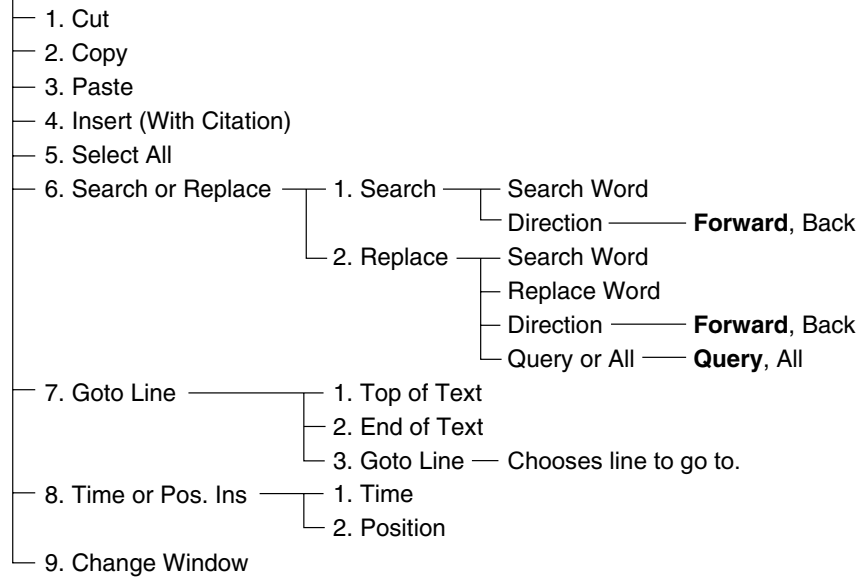 1. Cut
2. Copy
3. Paste
4. Insert (With Citation)
5. Select All
6. Search or Replace 1. Search Search Word
Direction Forward, Back
2. Replace Search Word
Replace Word
Direction Forward, Back
Query or All Query, All
7. Goto Line 1. Top of Text
2. End of Text
3. Goto Line Chooses line to go to.
8. Time or Pos. Ins 1. Time
2. Position
9. Change Window